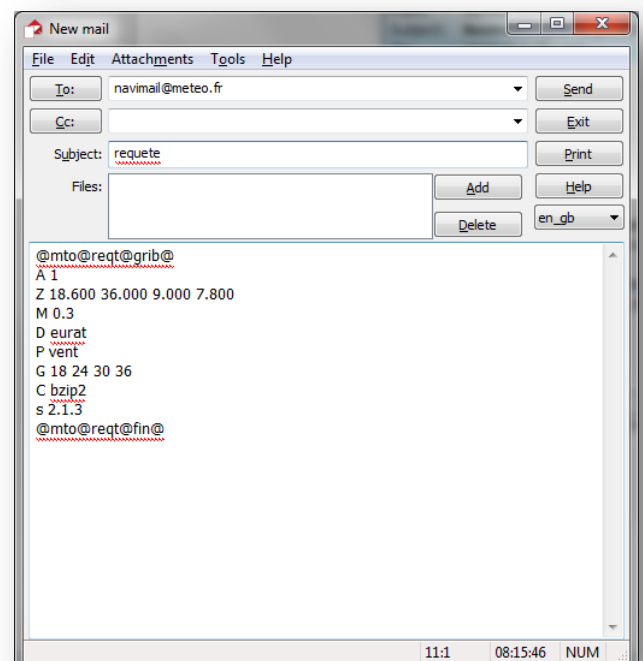 New mail
File Edit Attachments Tools Help
To: navimail@meteo.fr Send
Cc: Exit
Subject: requete Print
Files: Add Help
Delete en_gb
@mto@reqt@grib@
A 1
Z 18.600 36.000 9.000 7.800
M 0.3
D eurat
P vent
G 18 24 30 36
C bzip2
s 2.1.3
@mto@reqt@fin@
11:1 08:15:46 NUM